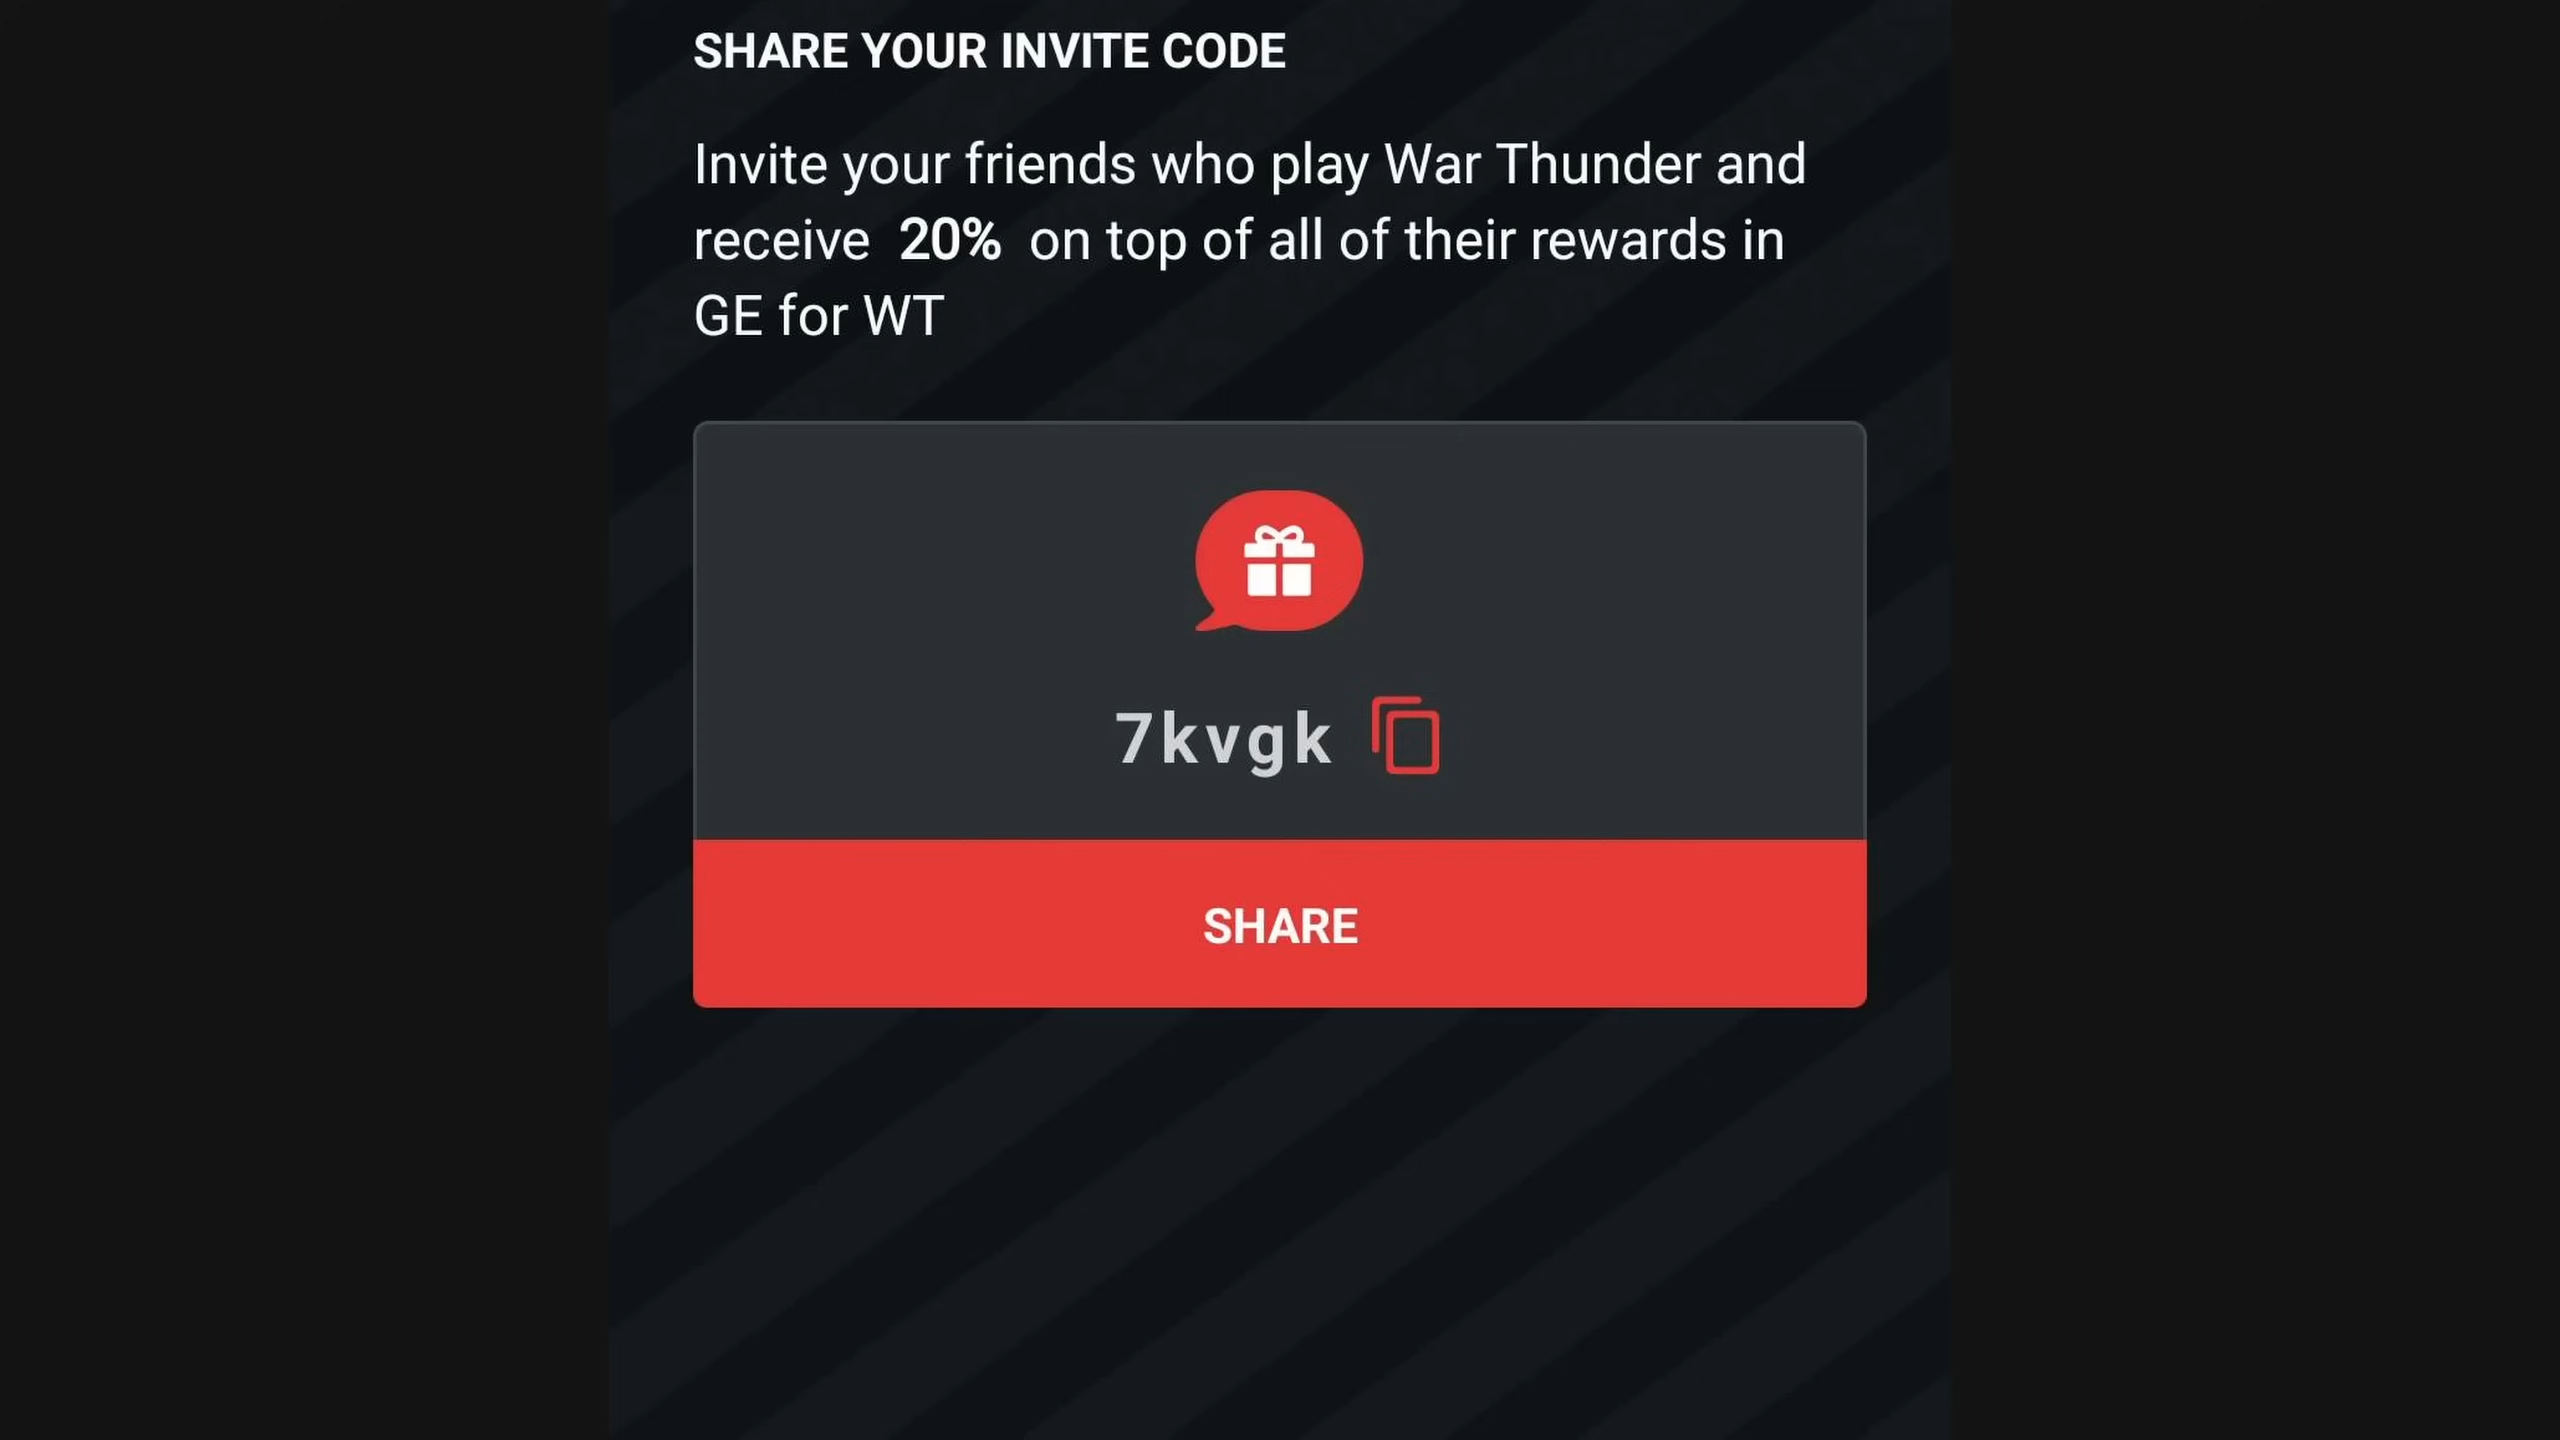 SHARE YOUR INVITE CODE
Invite your friends who play War Thunder and
receive 20% on top of all of their rewards in
GE for WT
7kvgk
SHARE